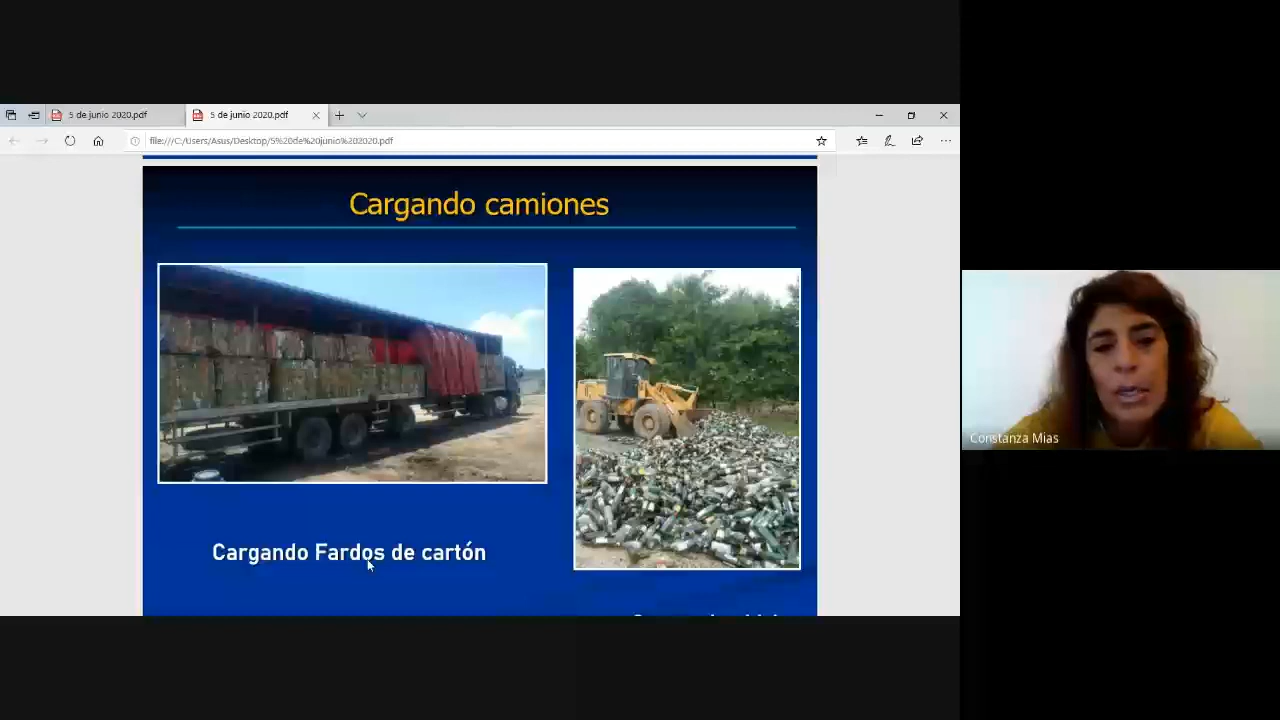 5 de junio 2020.pdf
5 de junio 2020.pdf
file:///C:/Users/Asus/Desktop/5%20de%20junio%202020.pdf
Cargando camiones
Cargando Fardos de cartón
Constanza Mias